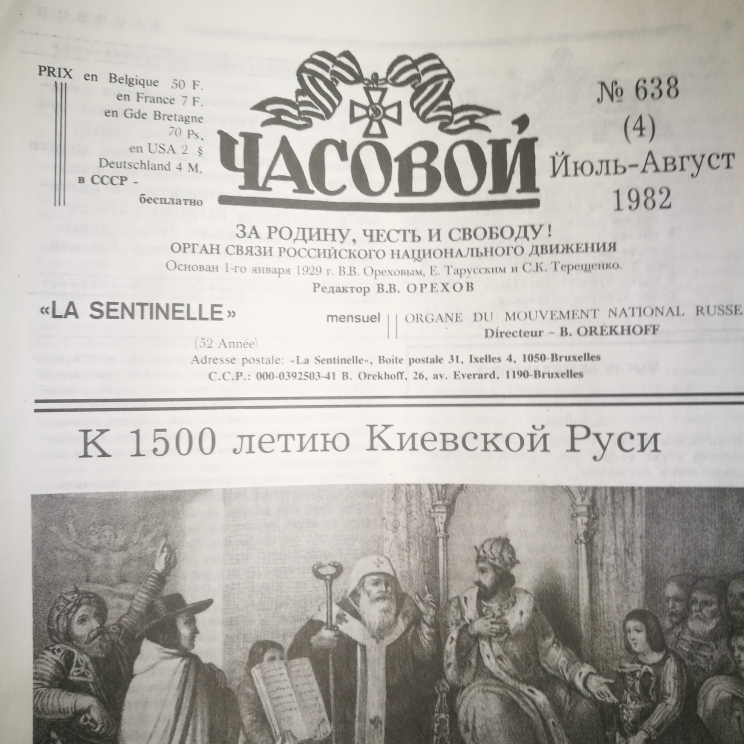 PRIX en Belgique 50 F.
en France 7 F.
en Gde Bretagne
70 Ps.
en USA 2 §
Deutschland 4 M.
в СССР -
бесплатно
ЧАСОВОЙ
№ 638
(4)
Июль-Август
1982
ЗА РОДИНУ, ЧЕСТЬ И СВОБОДУ!
ОРГАН СВЯЗИ РОССИЙСКОГО НАЦИОНАЛЬНОГО ДВИЖЕНИЯ
Основан 1-го января 1929 г. В.В. Ореховым, Е. Тарусским и С.К. Терещенко.
Редактор В.В. ОРЕХОВ
«LA SENTINELLE»
(52 Année)
mensuel
ORGANE DU MOUVEMENT NATIONAL RUSSE
Directeur – B. ORÉKHOFF
Adresse postale: «La Sentinelle», Boite postale 31, Ixelles 4, 1050-Bruxelles
C.C.P.: 000-0392503-41 B. Orekhoff, 26, av. Everard, 1190-Bruxelles
К 1500 летию Киевской Руси